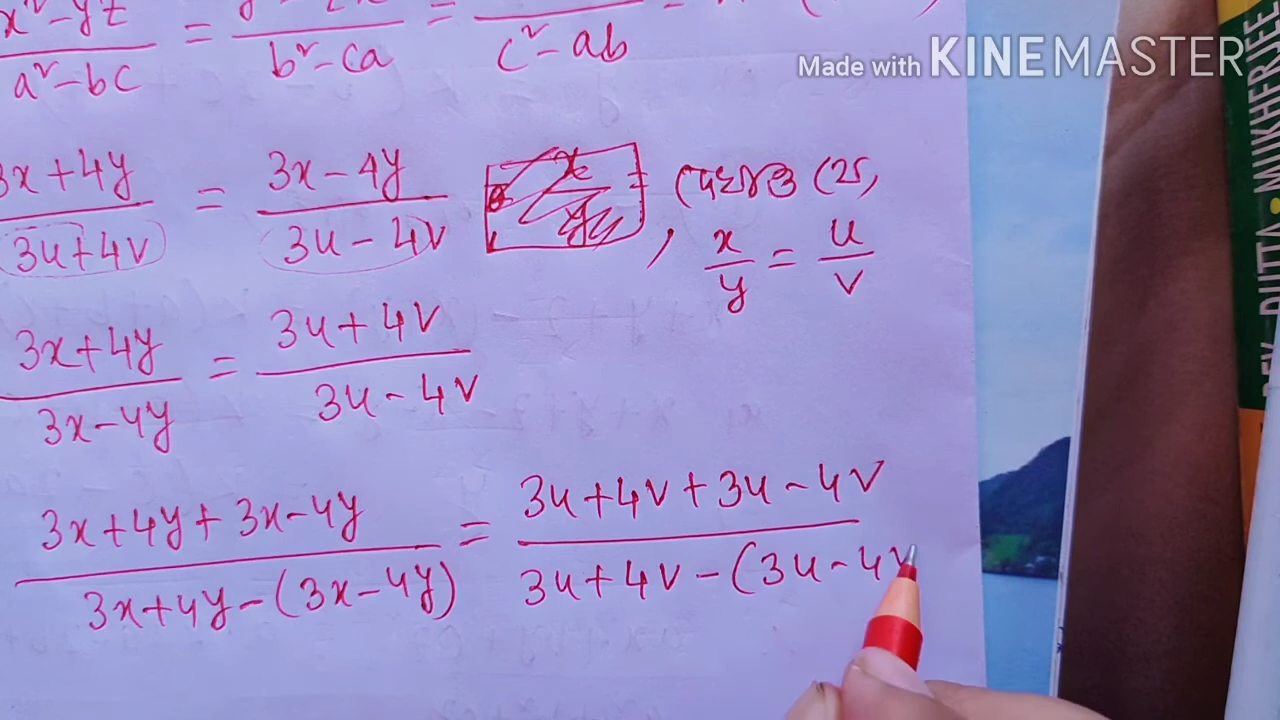 x²-yz / a²-bc = / b²-ca = / c²-ab =
Made with KINEMASTER
3x+4y / 3u+4v = 3x-4y / 3u-4v , দেখাও যে, x/y = u/v
3x+4y / 3x-4y = 3u+4v / 3u-4v
3x+4y+3x-4y / 3x+4y-(3x-4y) = 3u+4v+3u-4v / 3u+4v-(3u-4v
DUTTA • MUKHERJEE